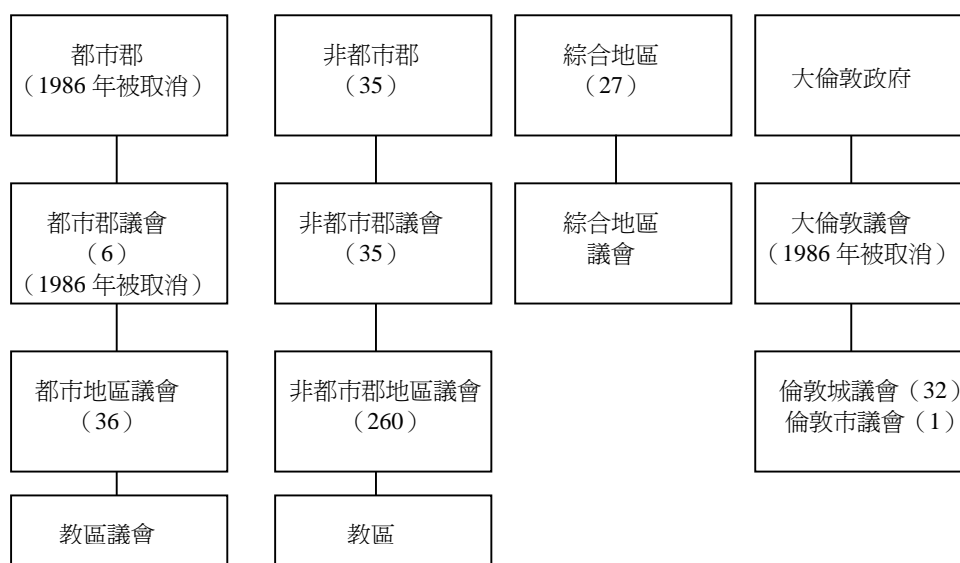 都市郡
（1986 年被取消）
非都市郡
（35）
綜合地區
（27）
大倫敦政府
都市郡議會
（6）
（1986 年被取消）
非都市郡議會
（35）
綜合地區
議會
大倫敦議會
（1986 年被取消）
都市地區議會
（36）
非都市郡地區議會
（260）
倫敦城議會（32）
倫敦市議會（1）
教區議會
教區